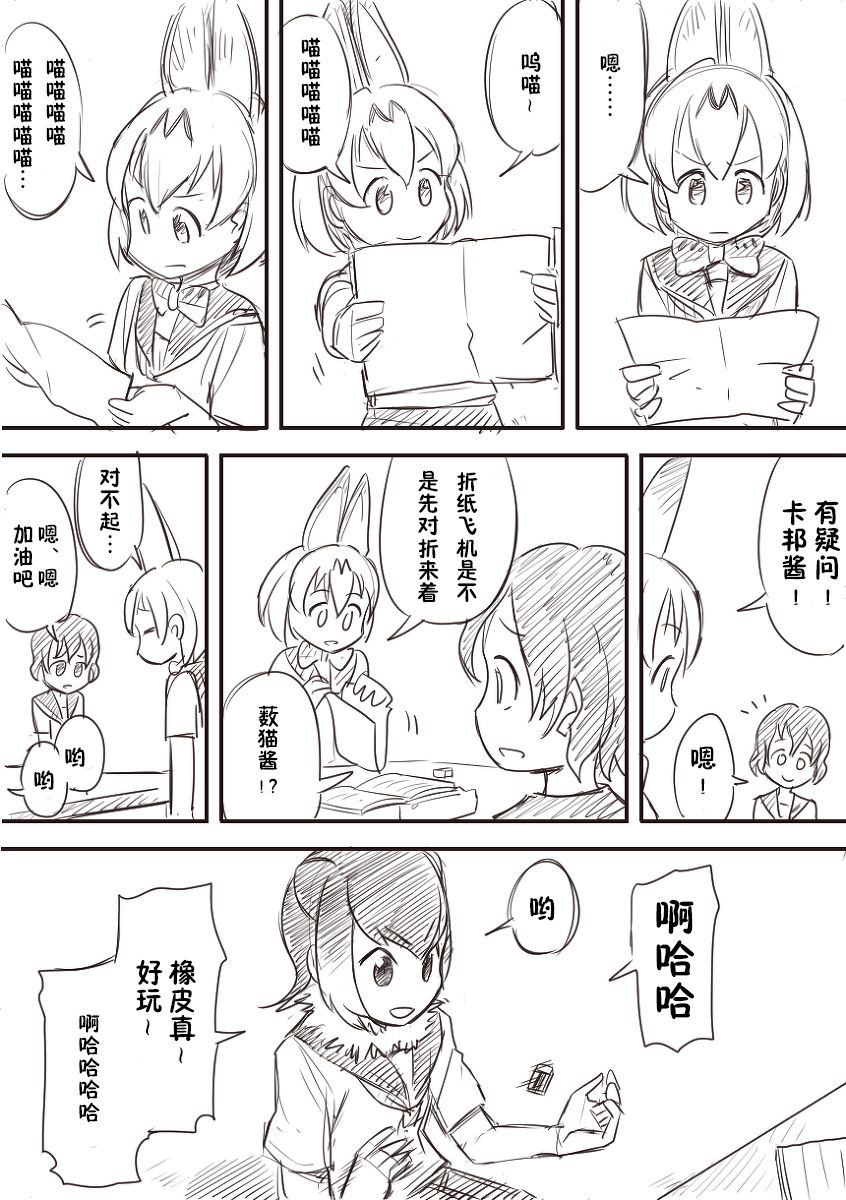 嗯……
呜喵~
喵喵喵喵喵
喵喵喵喵
喵喵喵喵喵…
有疑问！
卡邦酱！
嗯！
折纸飞机是不
是先对折来着
薮猫酱
！？
对不起…
嗯、嗯
加油吧
哟
哟
啊哈哈
哟
橡皮真~
好玩~
啊哈哈哈哈